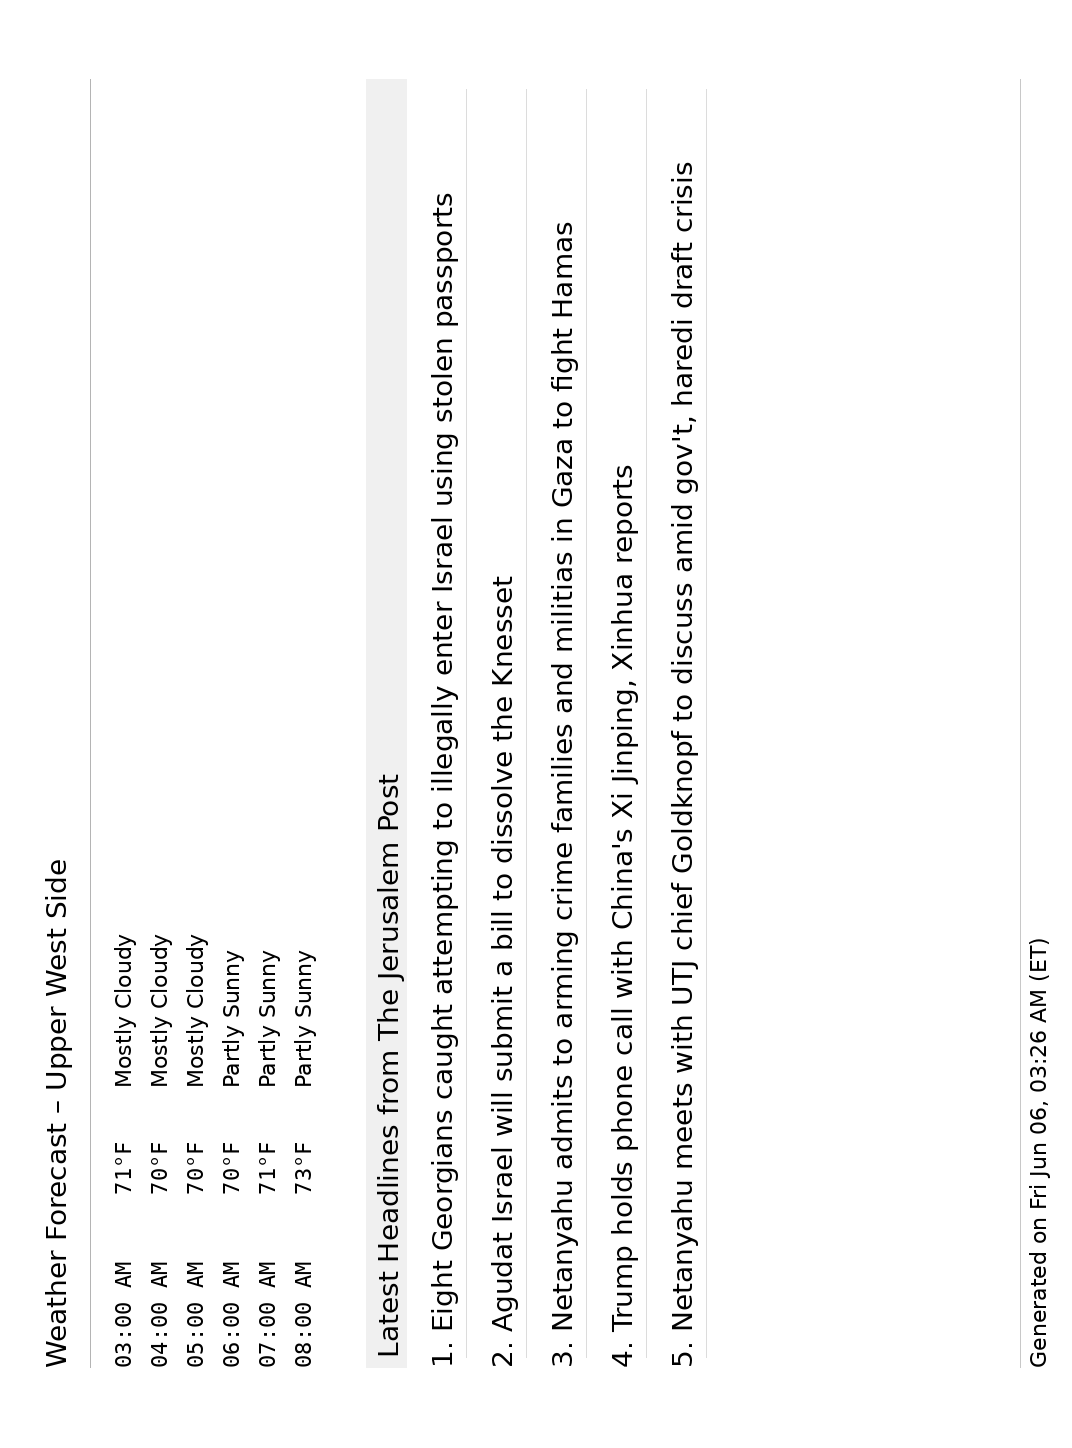 Weather Forecast – Upper West Side
03:00 AM 71°F Mostly Cloudy
04:00 AM 70°F Mostly Cloudy
05:00 AM 70°F Mostly Cloudy
06:00 AM 70°F Partly Sunny
07:00 AM 71°F Partly Sunny
08:00 AM 73°F Partly Sunny
Latest Headlines from The Jerusalem Post
1. Eight Georgians caught attempting to illegally enter Israel using stolen passports
2. Agudat Israel will submit a bill to dissolve the Knesset
3. Netanyahu admits to arming crime families and militias in Gaza to fight Hamas
4. Trump holds phone call with China's Xi Jinping, Xinhua reports
5. Netanyahu meets with UTJ chief Goldknopf to discuss amid gov't, haredi draft crisis
Generated on Fri Jun 06, 03:26 AM (ET)